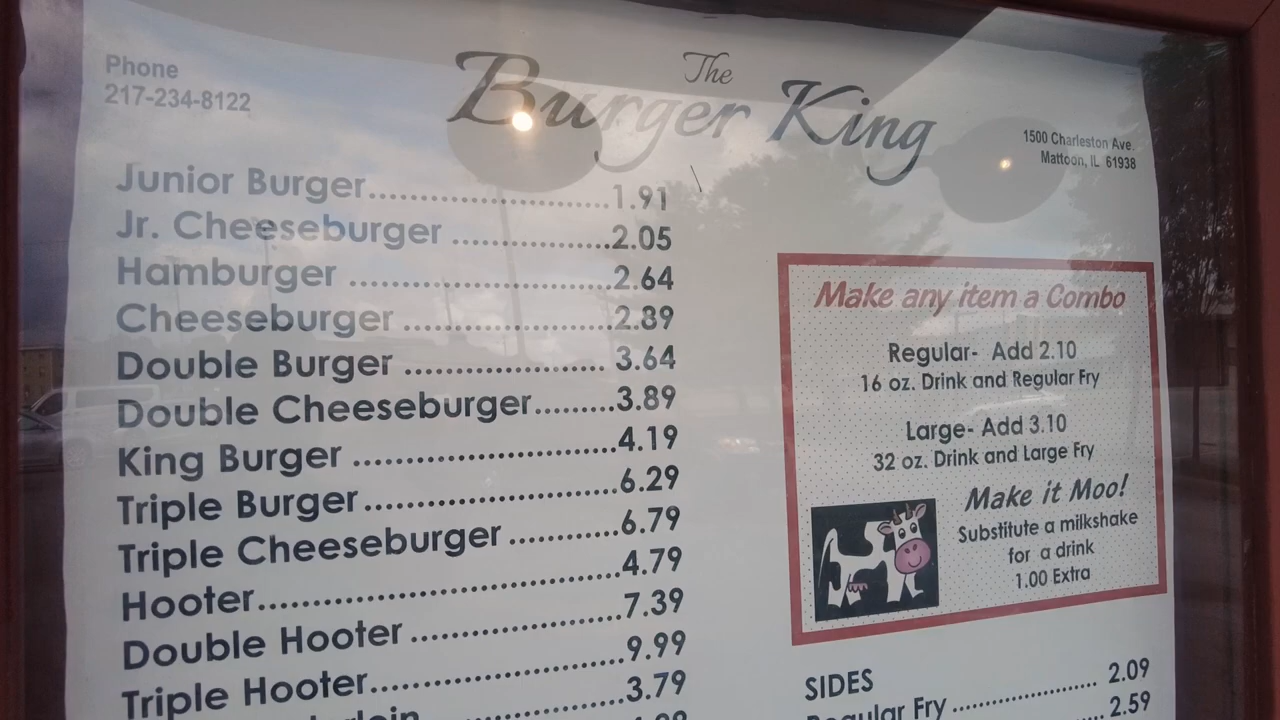 Phone
217-234-8122
The
Burger King
1500 Charleston Ave.
Mattoon, IL 61938
Junior Burger..............................1.91
Jr. Cheeseburger ....................2.05
Hamburger ................................2.64
Cheeseburger ..........................2.89
Double Burger ......................... 3.64
Double Cheeseburger.........3.89
King Burger ................................4.19
Triple Burger ..............................6.29
Triple Cheeseburger .............6.79
Hooter..........................................4.79
Double Hooter .........................7.39
Triple Hooter..............................9.99
3.79
Make any item a Combo
Regular- Add 2.10
16 oz. Drink and Regular Fry
Large- Add 3.10
32 oz. Drink and Large Fry
Make it Moo!
Substitute a milkshake
for a drink
1.00 Extra
SIDES
Regular Fry .................. 2.09
2.59